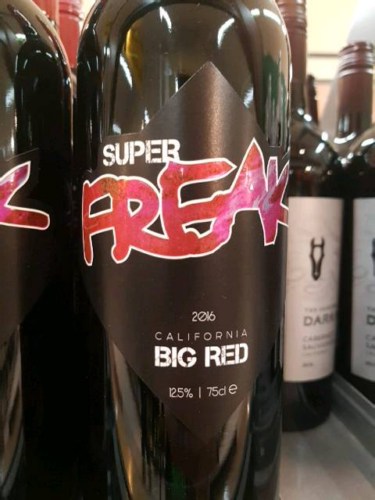 SUPER
FREAK
2016
CALIFORNIA
BIG RED
12.5% | 75cl e
DARK